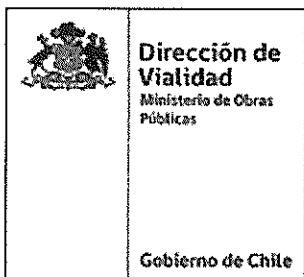 Dirección de
Vialidad
Ministerio de Obras
Públicas
Gobierno de Chile